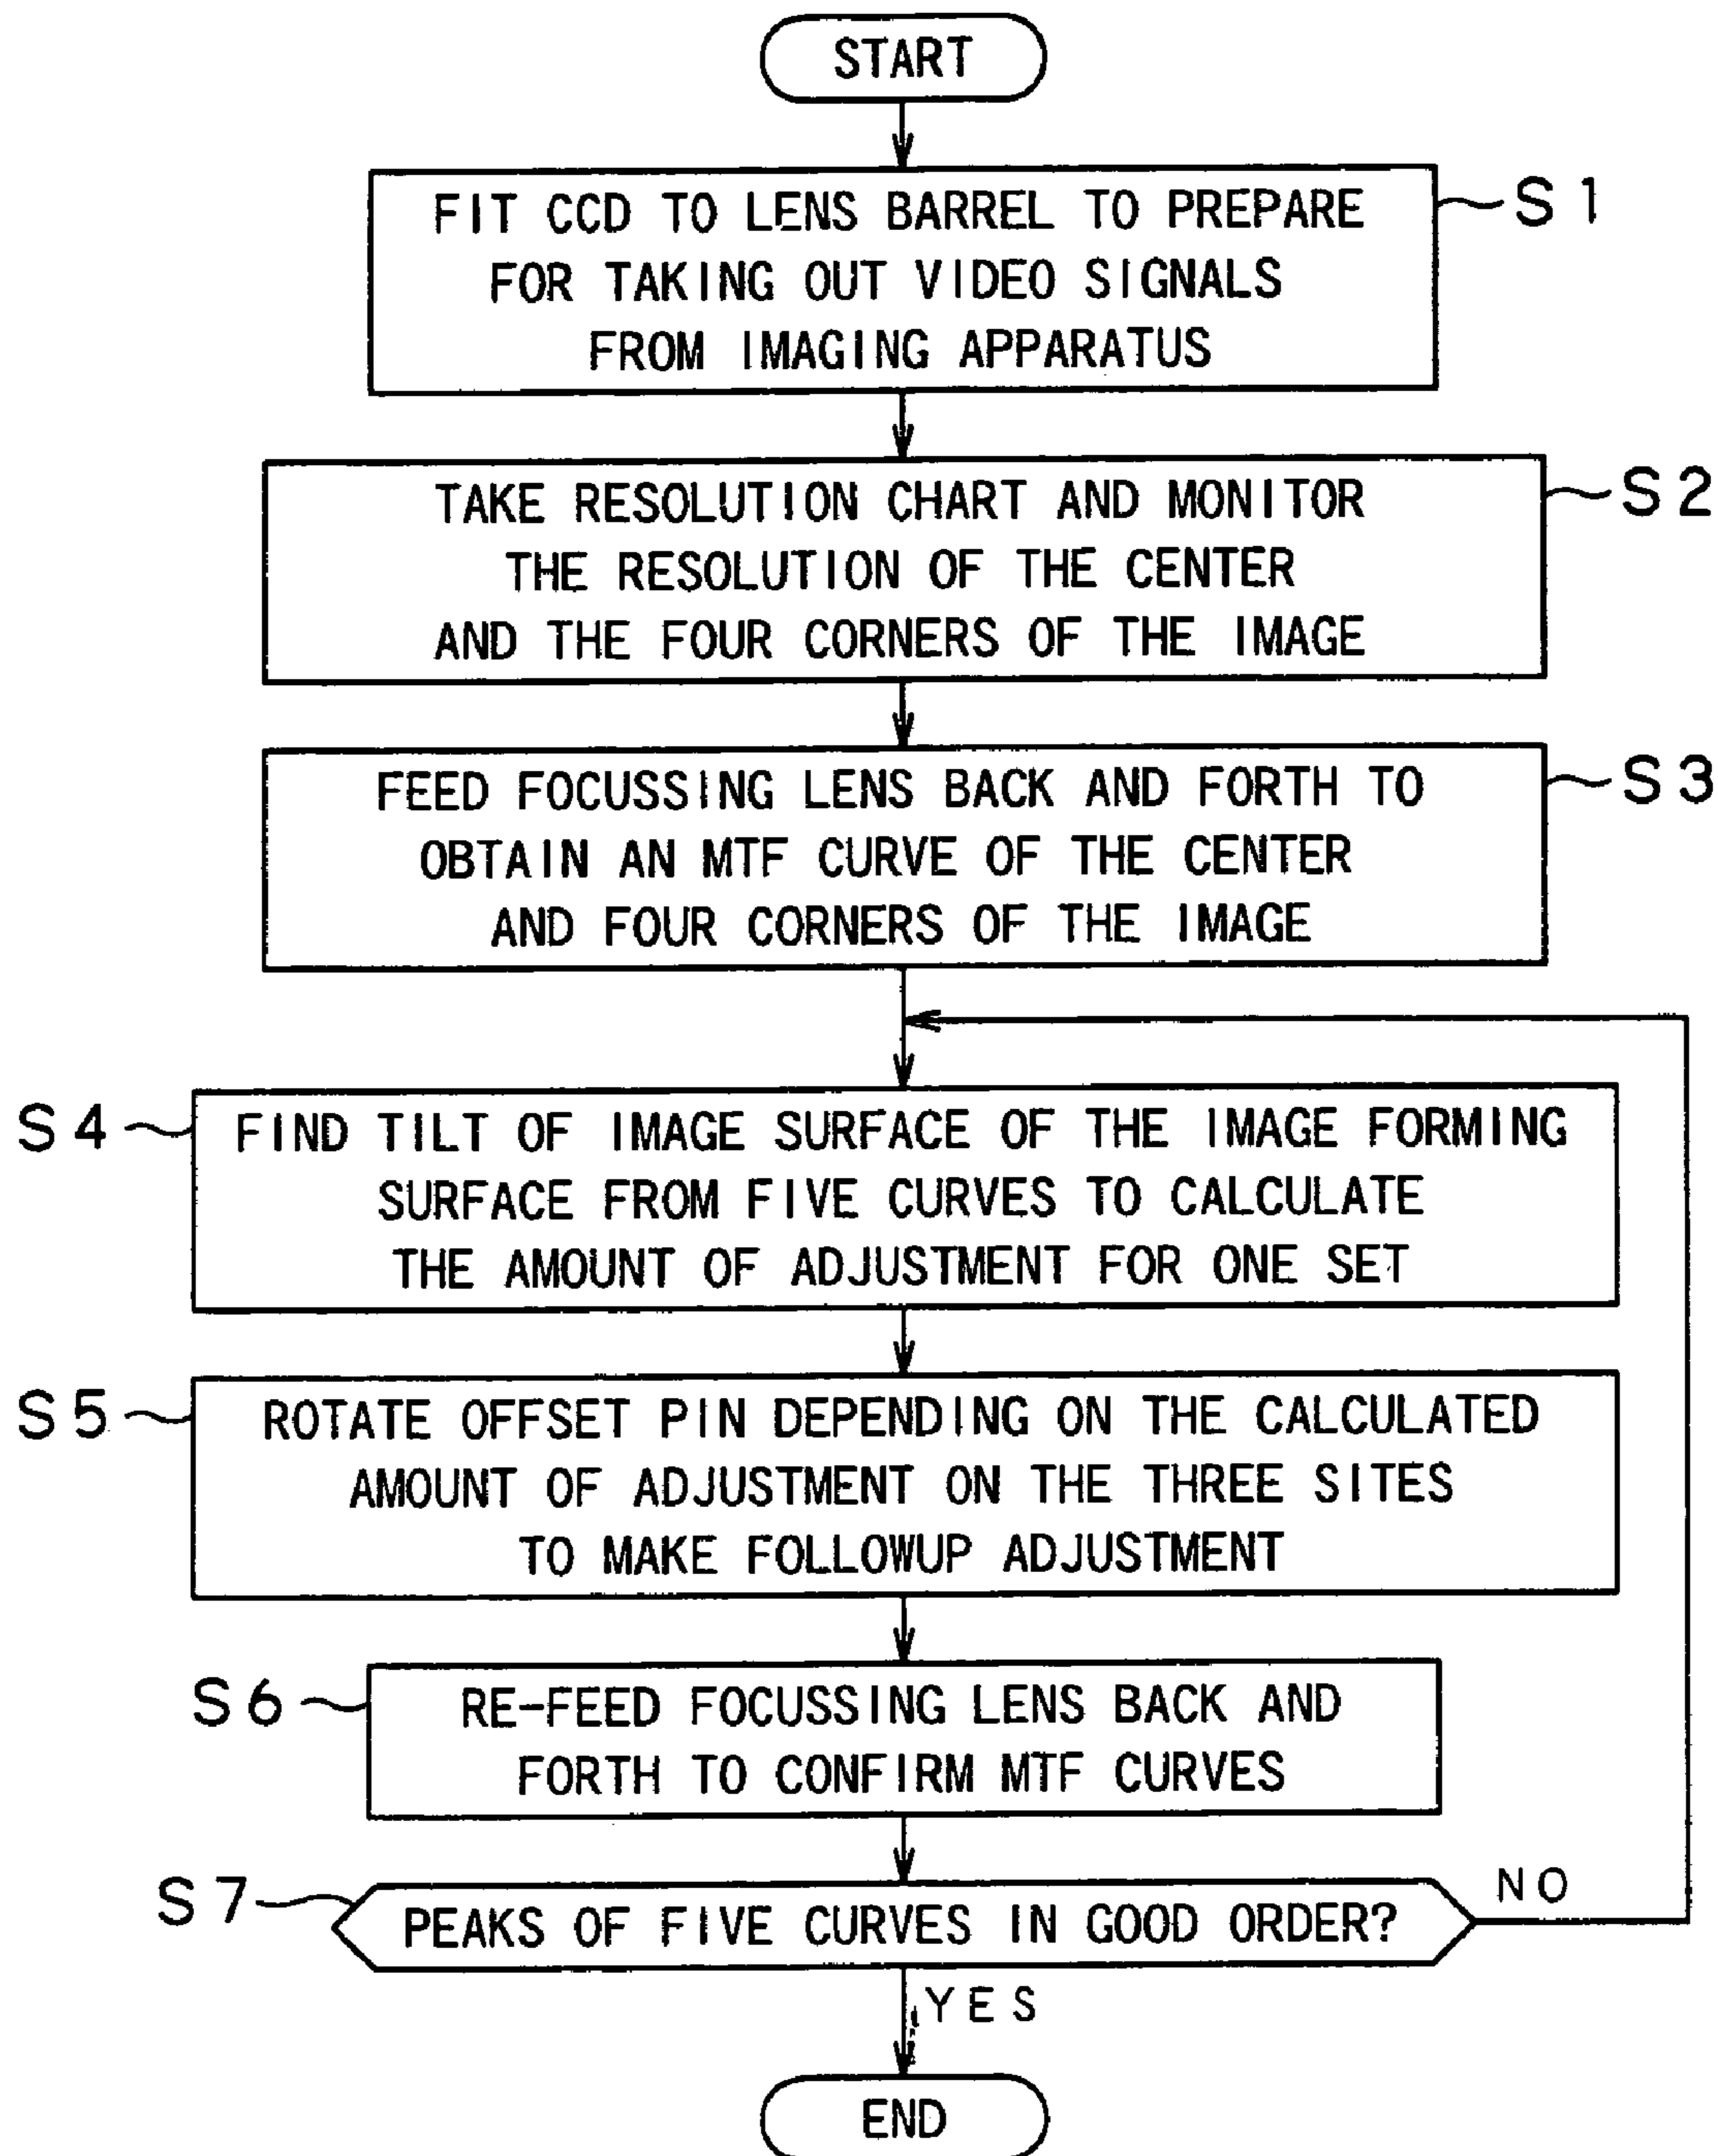 START
FIT CCD TO LENS BARREL TO PREPARE
FOR TAKING OUT VIDEO SIGNALS
FROM IMAGING APPARATUS
S1
TAKE RESOLUTION CHART AND MONITOR
THE RESOLUTION OF THE CENTER
AND THE FOUR CORNERS OF THE IMAGE
S2
FEED FOCUSSING LENS BACK AND FORTH TO
OBTAIN AN MTF CURVE OF THE CENTER
AND FOUR CORNERS OF THE IMAGE
S3
S4
FIND TILT OF IMAGE SURFACE OF THE IMAGE FORMING
SURFACE FROM FIVE CURVES TO CALCULATE
THE AMOUNT OF ADJUSTMENT FOR ONE SET
S5
ROTATE OFFSET PIN DEPENDING ON THE CALCULATED
AMOUNT OF ADJUSTMENT ON THE THREE SITES
TO MAKE FOLLOWUP ADJUSTMENT
S6
RE-FEED FOCUSSING LENS BACK AND
FORTH TO CONFIRM MTF CURVES
S7
PEAKS OF FIVE CURVES IN GOOD ORDER?
NO
YES
END